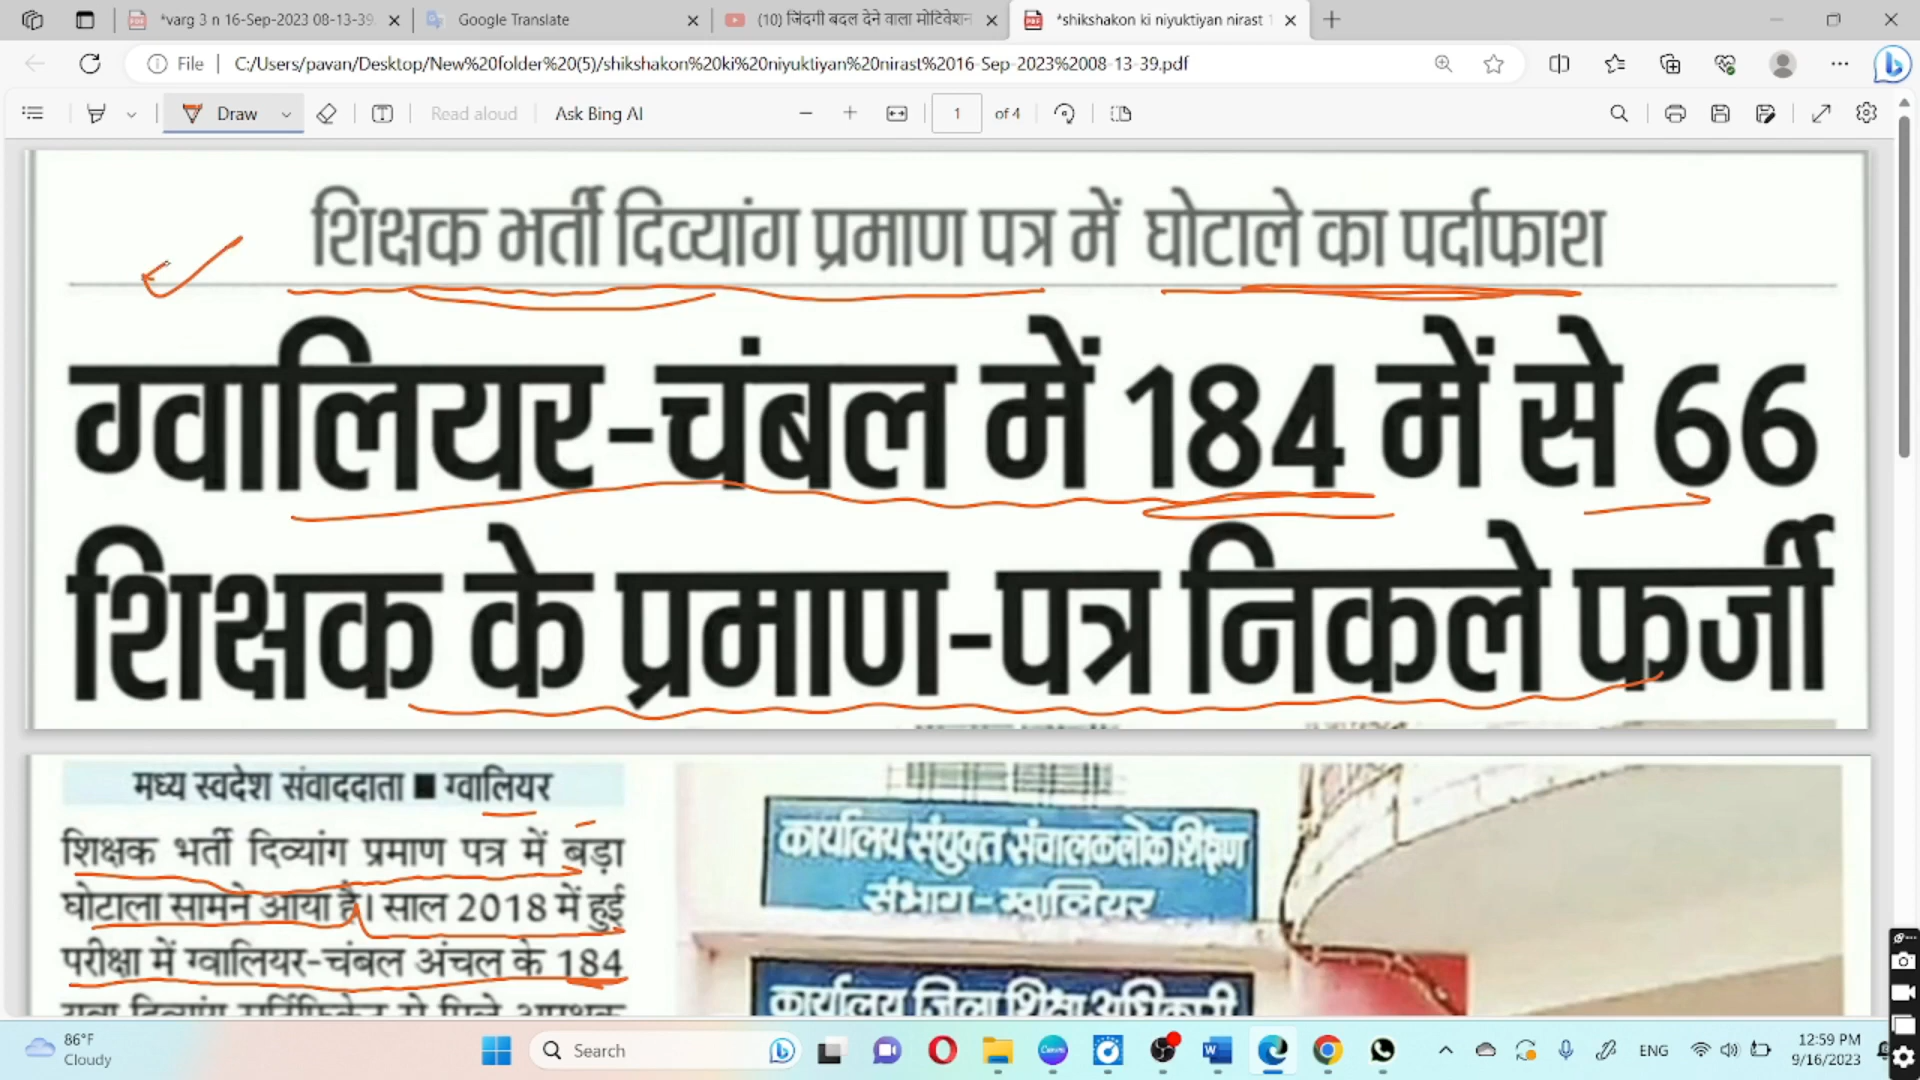 *varg 3 n 16-Sep-2023 08-13-39
Google Translate
(10) जिंदगी बदल देने वाला मोटिवेशन
*shikshakon ki niyuktiyan nirast 1
File
C:/Users/pavan/Desktop/New%20folder%20(5)/shikshakon%20ki%20niyuktiyan%20nirast%2016-Sep-2023%2008-13-39.pdf
Draw
Read aloud
Ask Bing AI
1
of 4
शिक्षक भर्ती दिव्यांग प्रमाण पत्र में घोटाले का पर्दाफाश
ग्वालियर-चंबल में 184 में से 66
शिक्षक के प्रमाण-पत्र निकले फर्जी
मध्य स्वदेश संवाददाता ■ ग्वालियर
शिक्षक भर्ती दिव्यांग प्रमाण पत्र में बड़ा
घोटाला सामने आया है। साल 2018 में हुई
परीक्षा में ग्वालियर-चंबल अंचल के 184
कार्यालय संयुक्त संचालक लोक शिक्षण
संभाग - ग्वालियर
कार्यालय जिला शिक्षा अधिकारी
86°F
Cloudy
Search
ENG
12:59 PM
9/16/2023